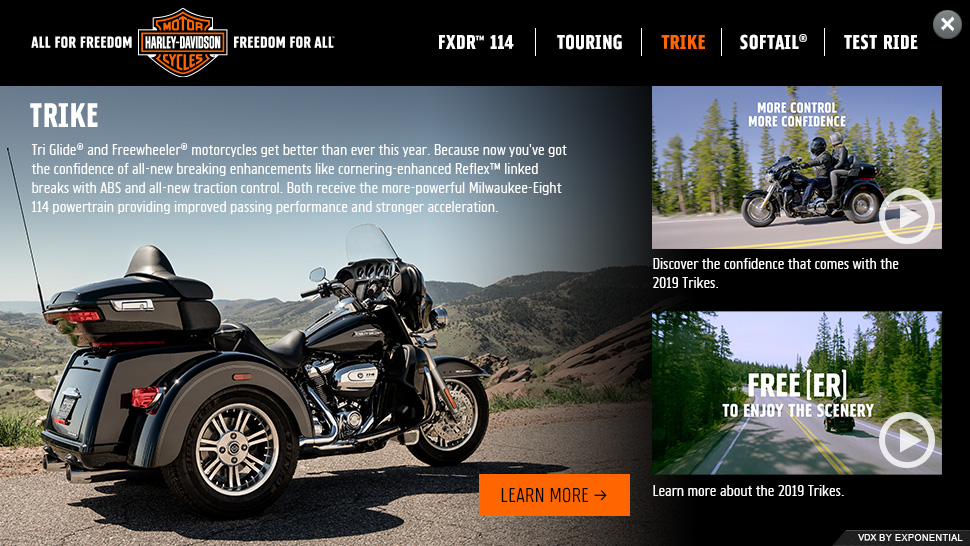 ALL FOR FREEDOM
MOTOR
HARLEY-DAVIDSON
CYCLES
FREEDOM FOR ALL
FXDR™ 114
TOURING
TRIKE
SOFTAIL®
TEST RIDE
TRIKE
Tri Glide® and Freewheeler® motorcycles get better than ever this year. Because now you've got
the confidence of all-new breaking enhancements like cornering-enhanced Reflex™ linked
breaks with ABS and all-new traction control. Both receive the more-powerful Milwaukee-Eight
114 powertrain providing improved passing performance and stronger acceleration.
LEARN MORE →
MORE CONTROL
MORE CONFIDENCE
Discover the confidence that comes with the
2019 Trikes.
FREE [ER]
TO ENJOY THE SCENERY
Learn more about the 2019 Trikes.
VDX BY EXPONENTIAL